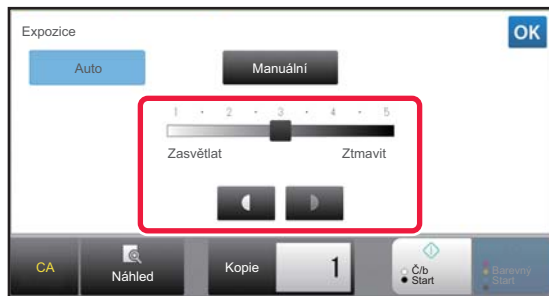 Expozice
OK
Auto
Manuální
1 • 2 • 3 • 4 • 5
Zasvětlat
Ztmavit
CA
Náhled
Kopie
1
Č/b
Start
Barevný
Start